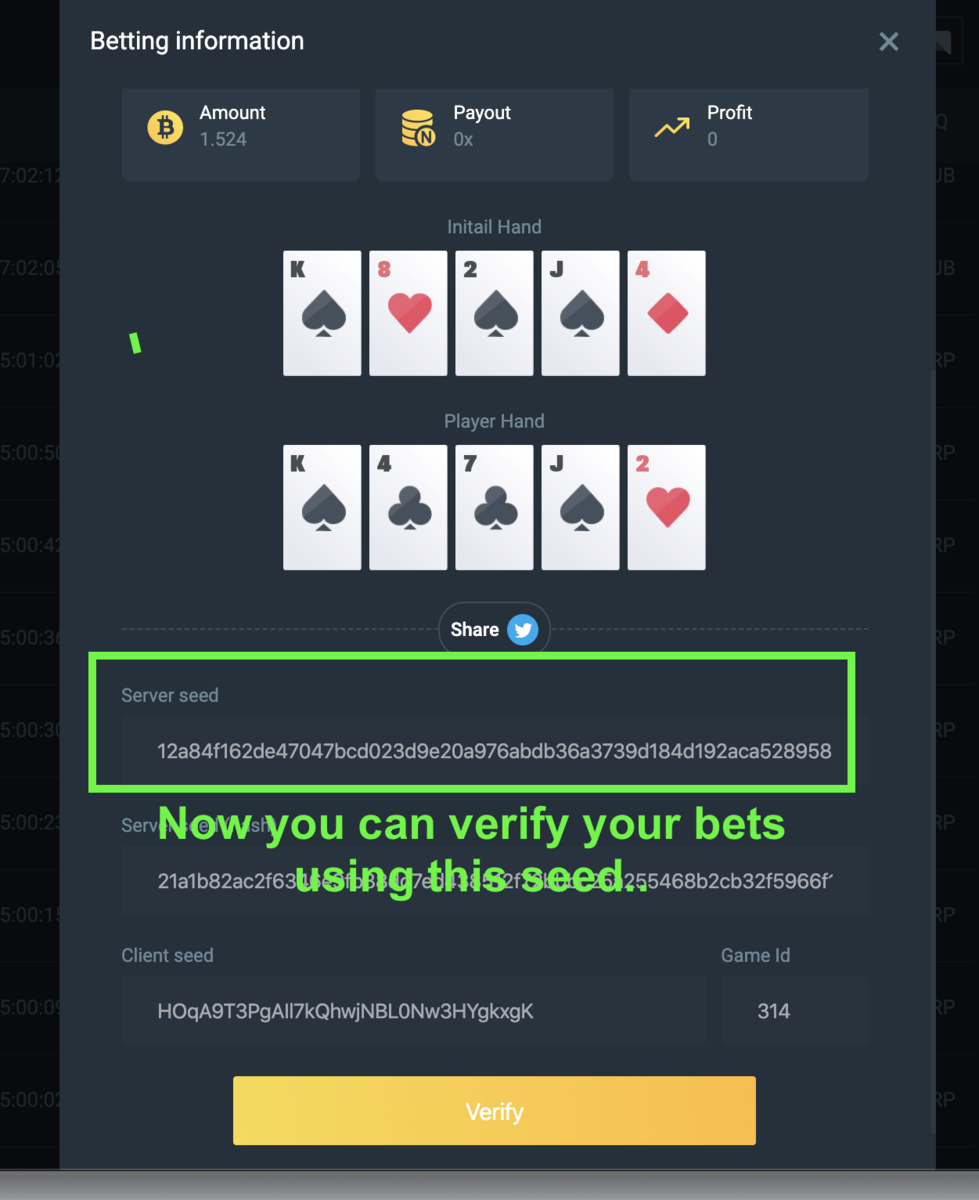 Betting information
Amount
1.524
Payout
0x
Profit
0
Initail Hand
K 8 2 J 4
Player Hand
K 4 7 J 2
Share
Server seed
12a84f162de47047bcd023d9e20a976abdb36a3739d184d192aca528958
Now you can verify your bets
using this seed..
Client seed
Game Id
HOqA9T3PgAll7kQhwjNBL0Nw3HYgkxgK
314
Verify